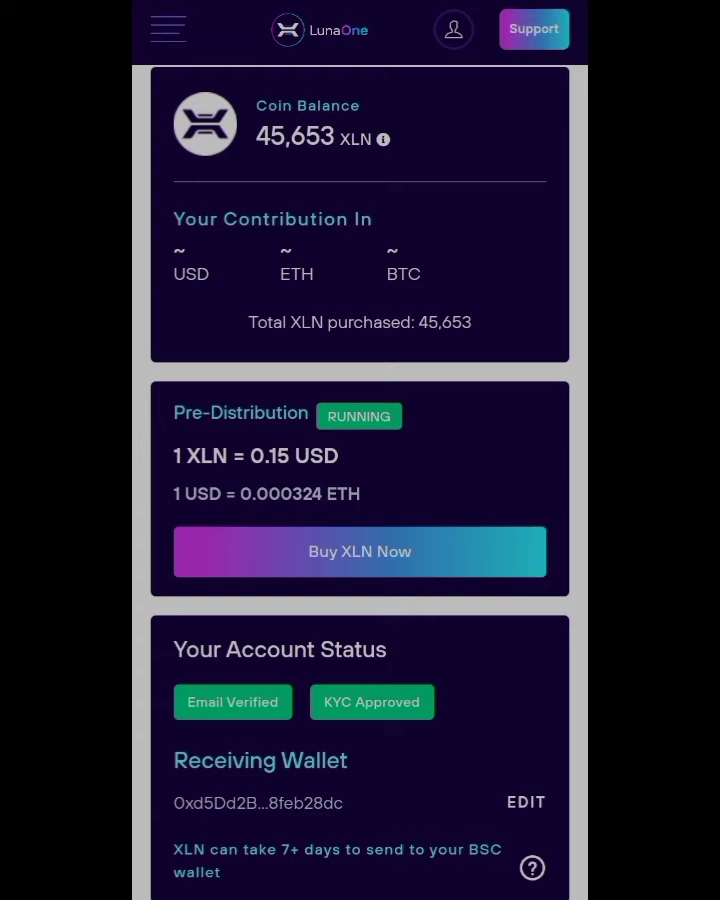 LunaOne
Support
Coin Balance
45,653 XLN
Your Contribution In
~ ~ ~
USD ETH BTC
Total XLN purchased: 45,653
Pre-Distribution RUNNING
1 XLN = 0.15 USD
1 USD = 0.000324 ETH
Buy XLN Now
Your Account Status
Email Verified KYC Approved
Receiving Wallet
0xd5Dd2B...8feb28dc EDIT
XLN can take 7+ days to send to your BSC
wallet